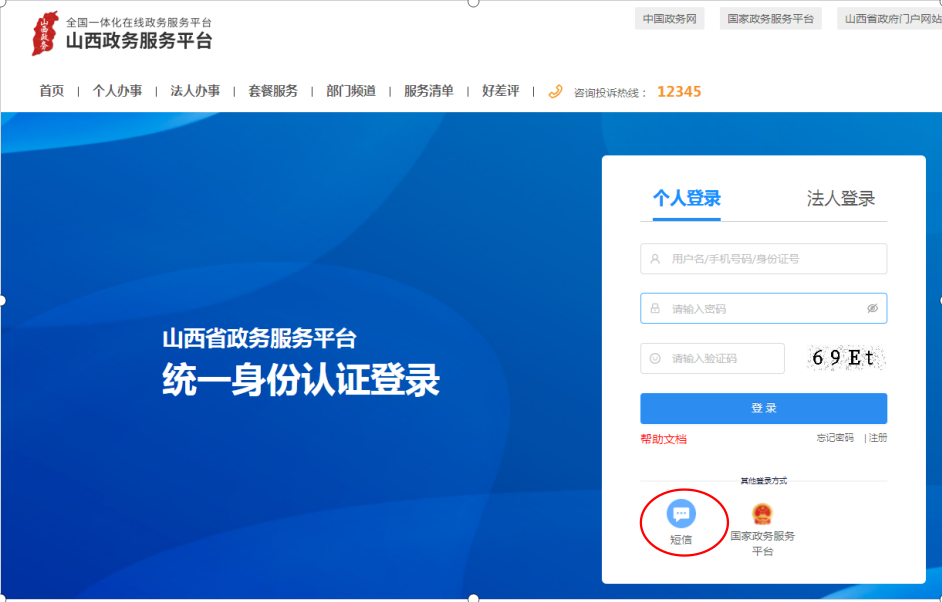 中国政务网 国家政务服务平台 山西省政府门户网站
山西政务
全国一体化在线政务服务平台
山西政务服务平台
首页 | 个人办事 | 法人办事 | 套餐服务 | 部门频道 | 服务清单 | 好差评 | 咨询投诉热线： 12345
山西省政务服务平台
统一身份认证登录
个人登录 法人登录
用户名/手机号码/身份证号
请输入密码
请输入验证码 69Et
登录
帮助文档 忘记密码 | 注册
其他登录方式
短信
国家政务服务
平台